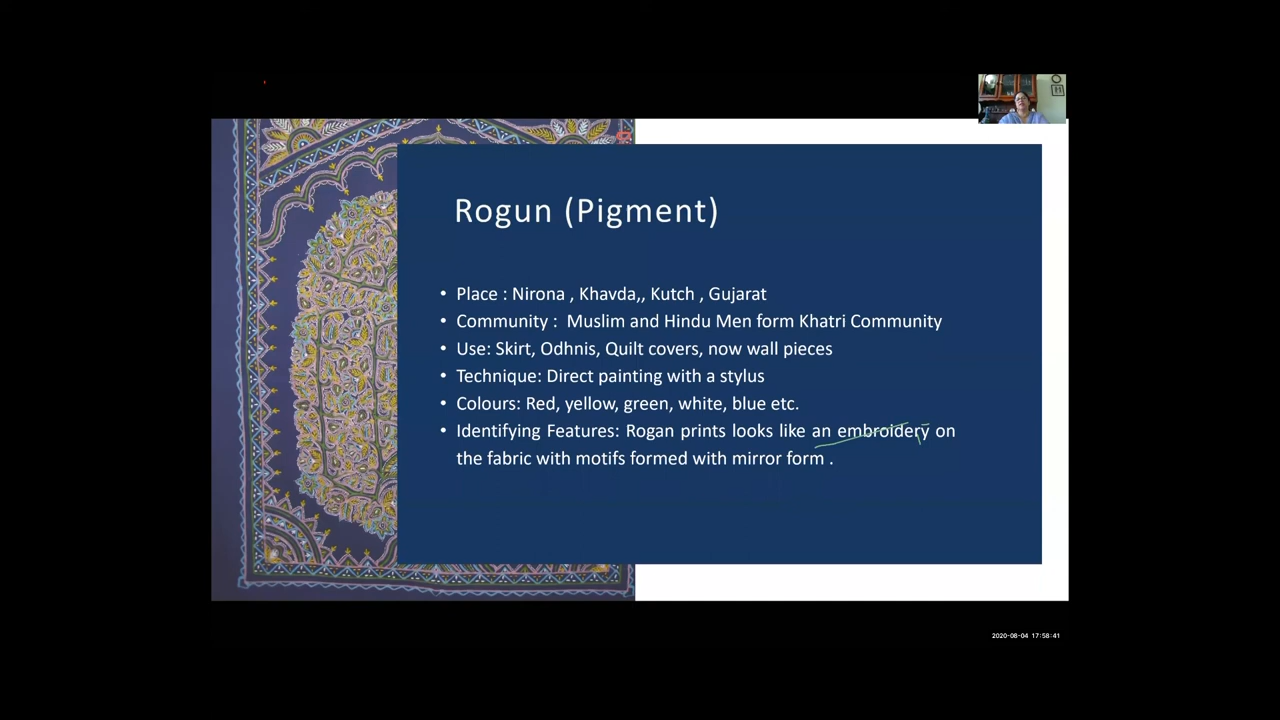 Rogun (Pigment)
• Place : Nirona , Khavda,, Kutch , Gujarat
• Community :  Muslim and Hindu Men form Khatri Community
• Use: Skirt, Odhnis, Quilt covers, now wall pieces
• Technique: Direct painting with a stylus
• Colours: Red, yellow, green, white, blue etc.
• Identifying Features: Rogan prints looks like an embroidery on
the fabric with motifs formed with mirror form .
2020-08-04 17:58:41